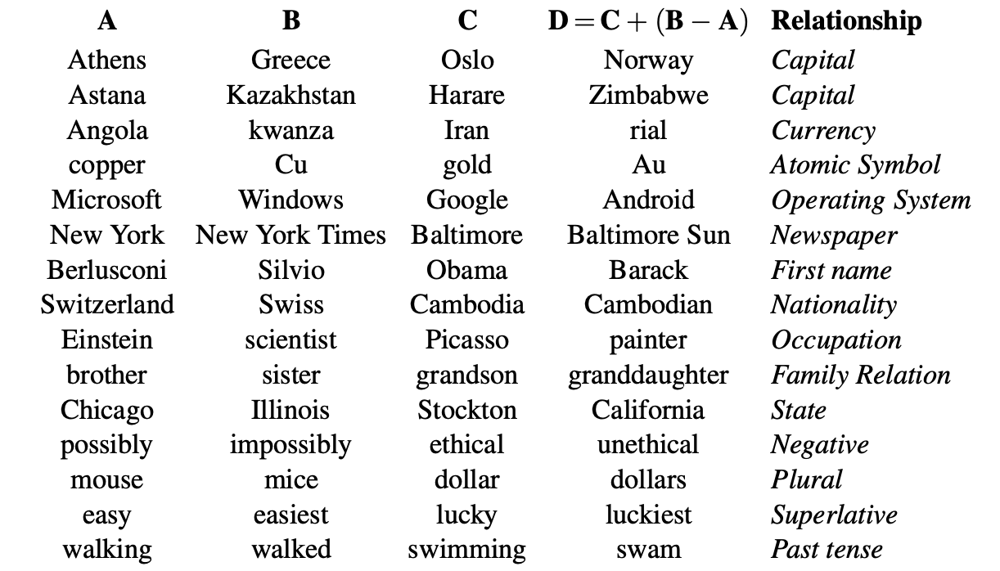 A B C D = C + (B − A) Relationship
Athens Greece Oslo Norway Capital
Astana Kazakhstan Harare Zimbabwe Capital
Angola kwanza Iran rial Currency
copper Cu gold Au Atomic Symbol
Microsoft Windows Google Android Operating System
New York New York Times Baltimore Baltimore Sun Newspaper
Berlusconi Silvio Obama Barack First name
Switzerland Swiss Cambodia Cambodian Nationality
Einstein scientist Picasso painter Occupation
brother sister grandson granddaughter Family Relation
Chicago Illinois Stockton California State
possibly impossibly ethical unethical Negative
mouse mice dollar dollars Plural
easy easiest lucky luckiest Superlative
walking walked swimming swam Past tense